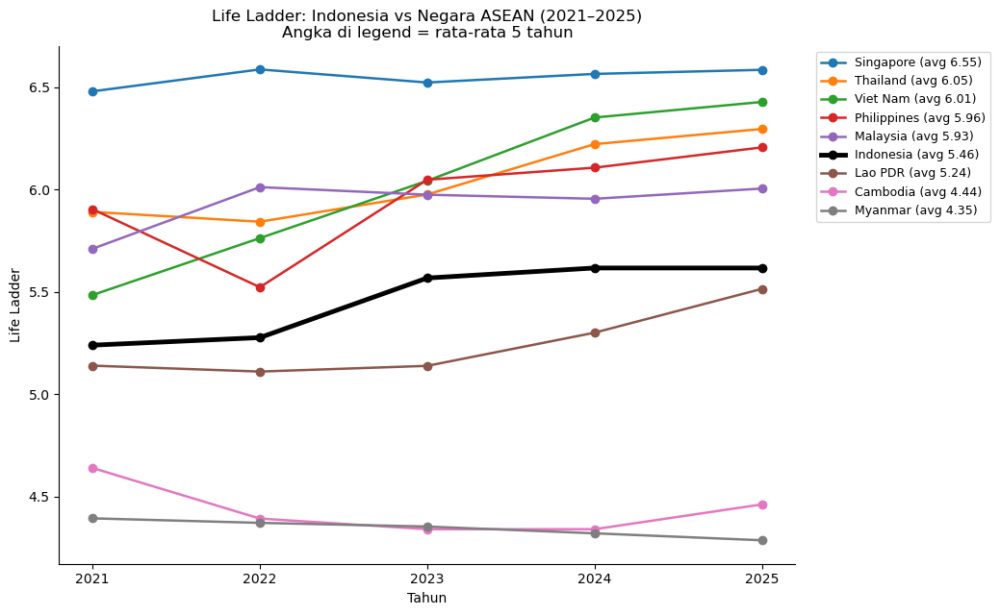 Life Ladder: Indonesia vs Negara ASEAN (2021–2025)
Angka di legend = rata-rata 5 tahun
Singapore (avg 6.55)
Thailand (avg 6.05)
Viet Nam (avg 6.01)
Philippines (avg 5.96)
Malaysia (avg 5.93)
Indonesia (avg 5.46)
Lao PDR (avg 5.24)
Cambodia (avg 4.44)
Myanmar (avg 4.35)
Life Ladder
6.5
6.0
5.5
5.0
4.5
2021 2022 2023 2024 2025
Tahun